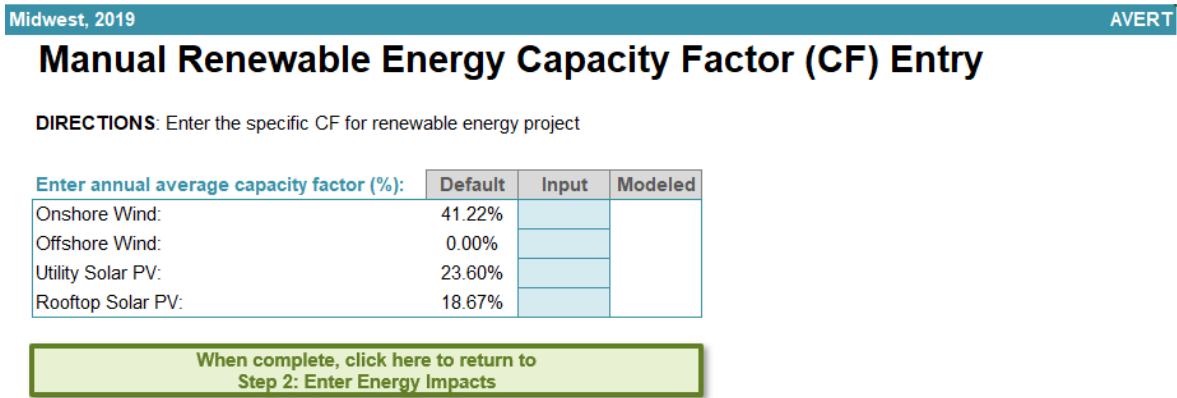 Midwest, 2019 AVERT
Manual Renewable Energy Capacity Factor (CF) Entry
DIRECTIONS: Enter the specific CF for renewable energy project
Enter annual average capacity factor (%): Default Input Modeled
Onshore Wind: 41.22%
Offshore Wind: 0.00%
Utility Solar PV: 23.60%
Rooftop Solar PV: 18.67%
When complete, click here to return to
Step 2: Enter Energy Impacts